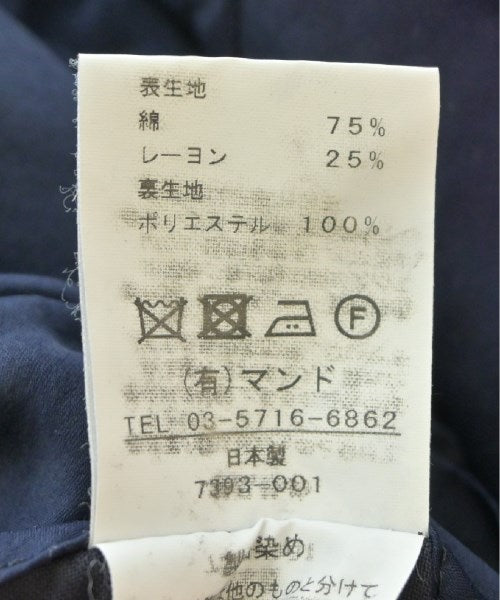 表生地
綿 75%
レーヨン 25%
裏生地
ポリエステル 100%
F
(有)マンド
TEL 03-5716-6862
日本製
7393-001
染め
他のものと分けて